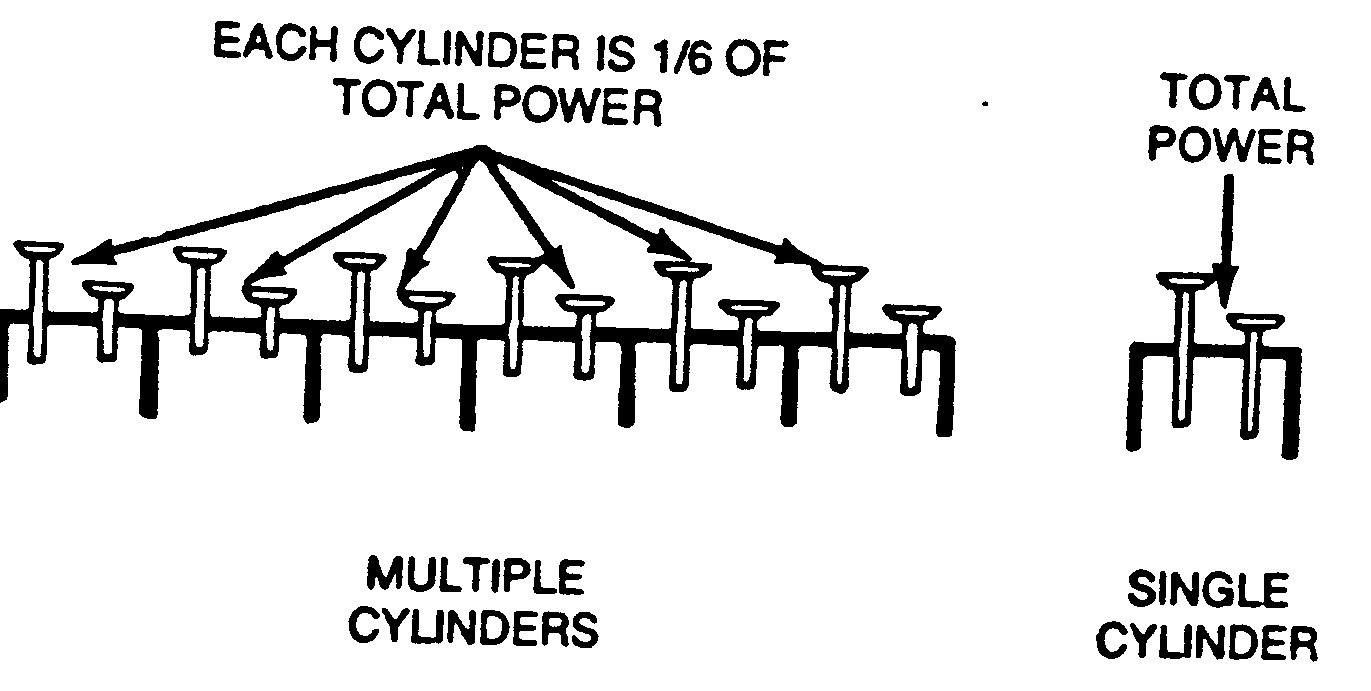 EACH CYLINDER IS 1/6 OF
TOTAL POWER
TOTAL
POWER
MULTIPLE
CYLINDERS
SINGLE
CYLINDER